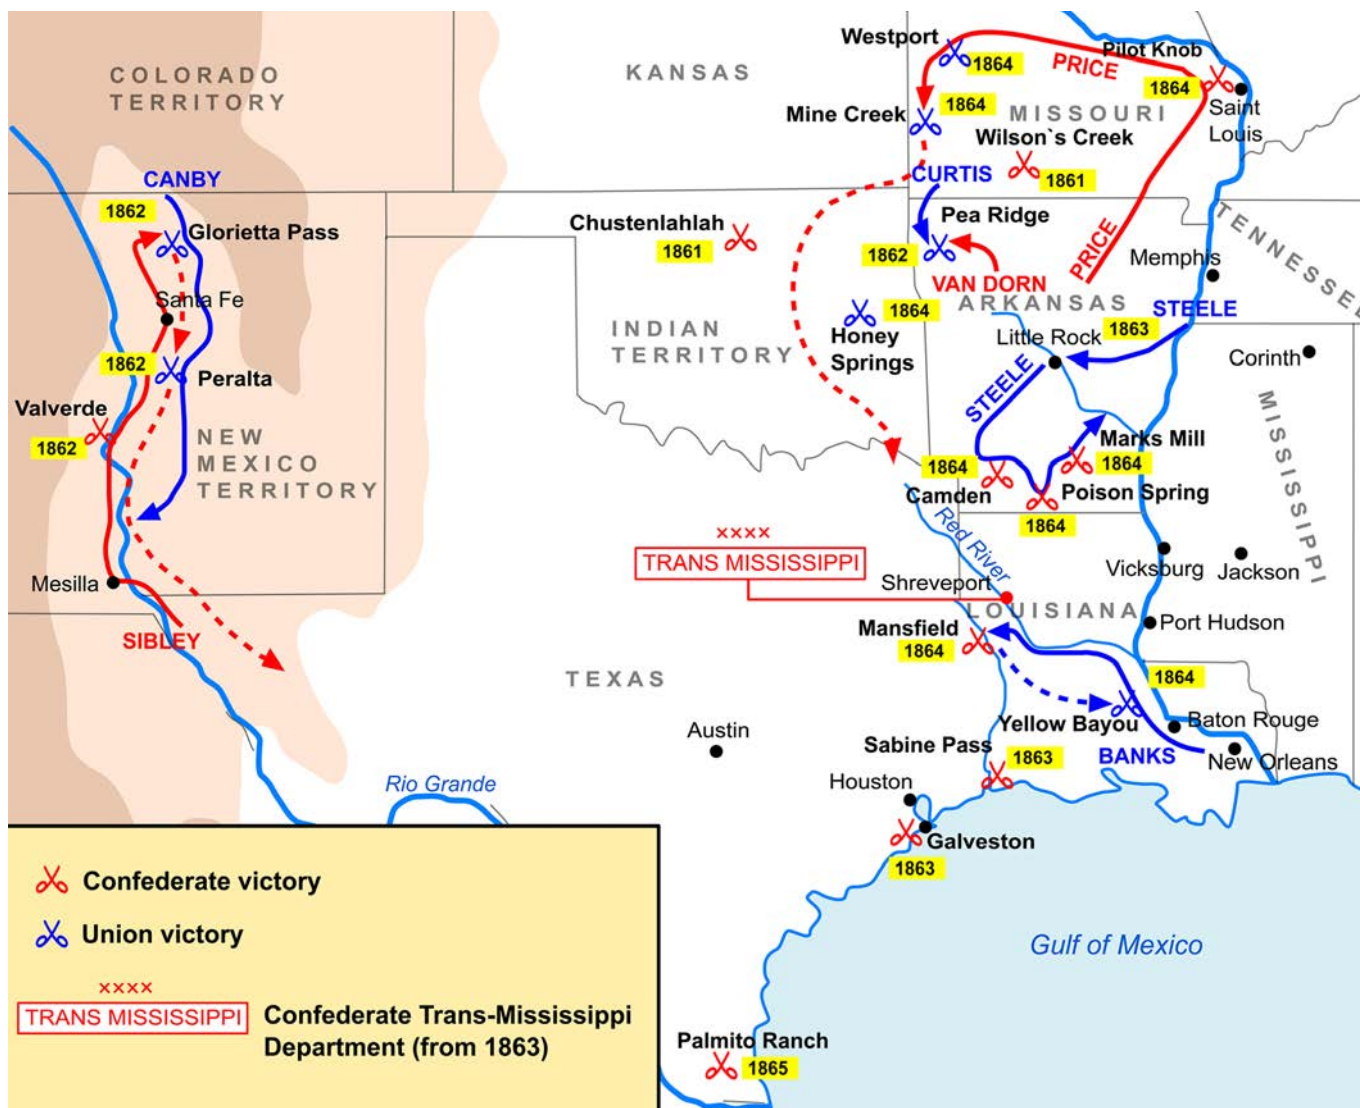 Westport
1864
PRICE
Pilot Knob
1864
Saint
Louis
COLORADO
TERRITORY
KANSAS
Mine Creek
1864
MISSOURI
Wilson`s Creek
1861
CANBY
1862
Glorietta Pass
CURTIS
Pea Ridge
1862
VAN DORN
PRICE
Chustenlahlah
1861
Memphis
TENNESSEE
Santa Fe
ARKANSAS
STEELE
1863
Little Rock
1864
Honey
Springs
INDIAN
TERRITORY
Corinth
1862
Peralta
STEELE
MISSISSIPPI
Valverde
1862
NEW
MEXICO
TERRITORY
Marks Mill
1864
1864
Camden
Poison Spring
1864
Red River
××××
TRANS MISSISSIPPI
Vicksburg
Jackson
Mesilla
Shreveport
LOUISIANA
Port Hudson
SIBLEY
Mansfield
1864
TEXAS
1864
Yellow Bayou
Baton Rouge
Austin
Sabine Pass
1863
BANKS
New Orleans
Houston
Rio Grande
Galveston
1863
Confederate victory
Union victory
××××
TRANS MISSISSIPPI
Confederate Trans-Mississippi
Department (from 1863)
Gulf of Mexico
Palmito Ranch
1865